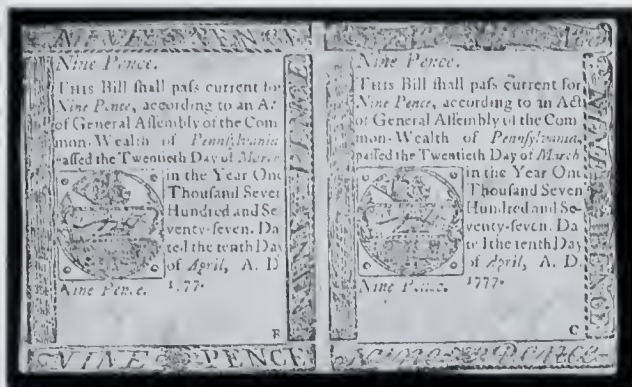 NINE PENCE
Nine Pence.
THIS Bill ſhall paſs current for
Nine Pence, according to an Act
of General Aſſembly of the Com
mon-Wealth of Pennſylvania
paſſed the Twentieth Day of March
in the Year One
Thouſand Seven
Hundred and Se
venty-ſeven. Da
ted the tenth Day
of April, A. D
1777.
Nine Pence.
B
NINE PENCE
Nine Pence.
THIS Bill ſhall paſs current for
Nine Pence, according to an Act
of General Aſſembly of the Com
mon-Wealth of Pennſylvania,
paſſed the Twentieth Day of March
in the Year One
Thouſand Seven
Hundred and Se-
venty-ſeven. Da
ted the tenth Day
of April, A. D
1777.
Nine Pence.
C
NINE PENCE
Pence